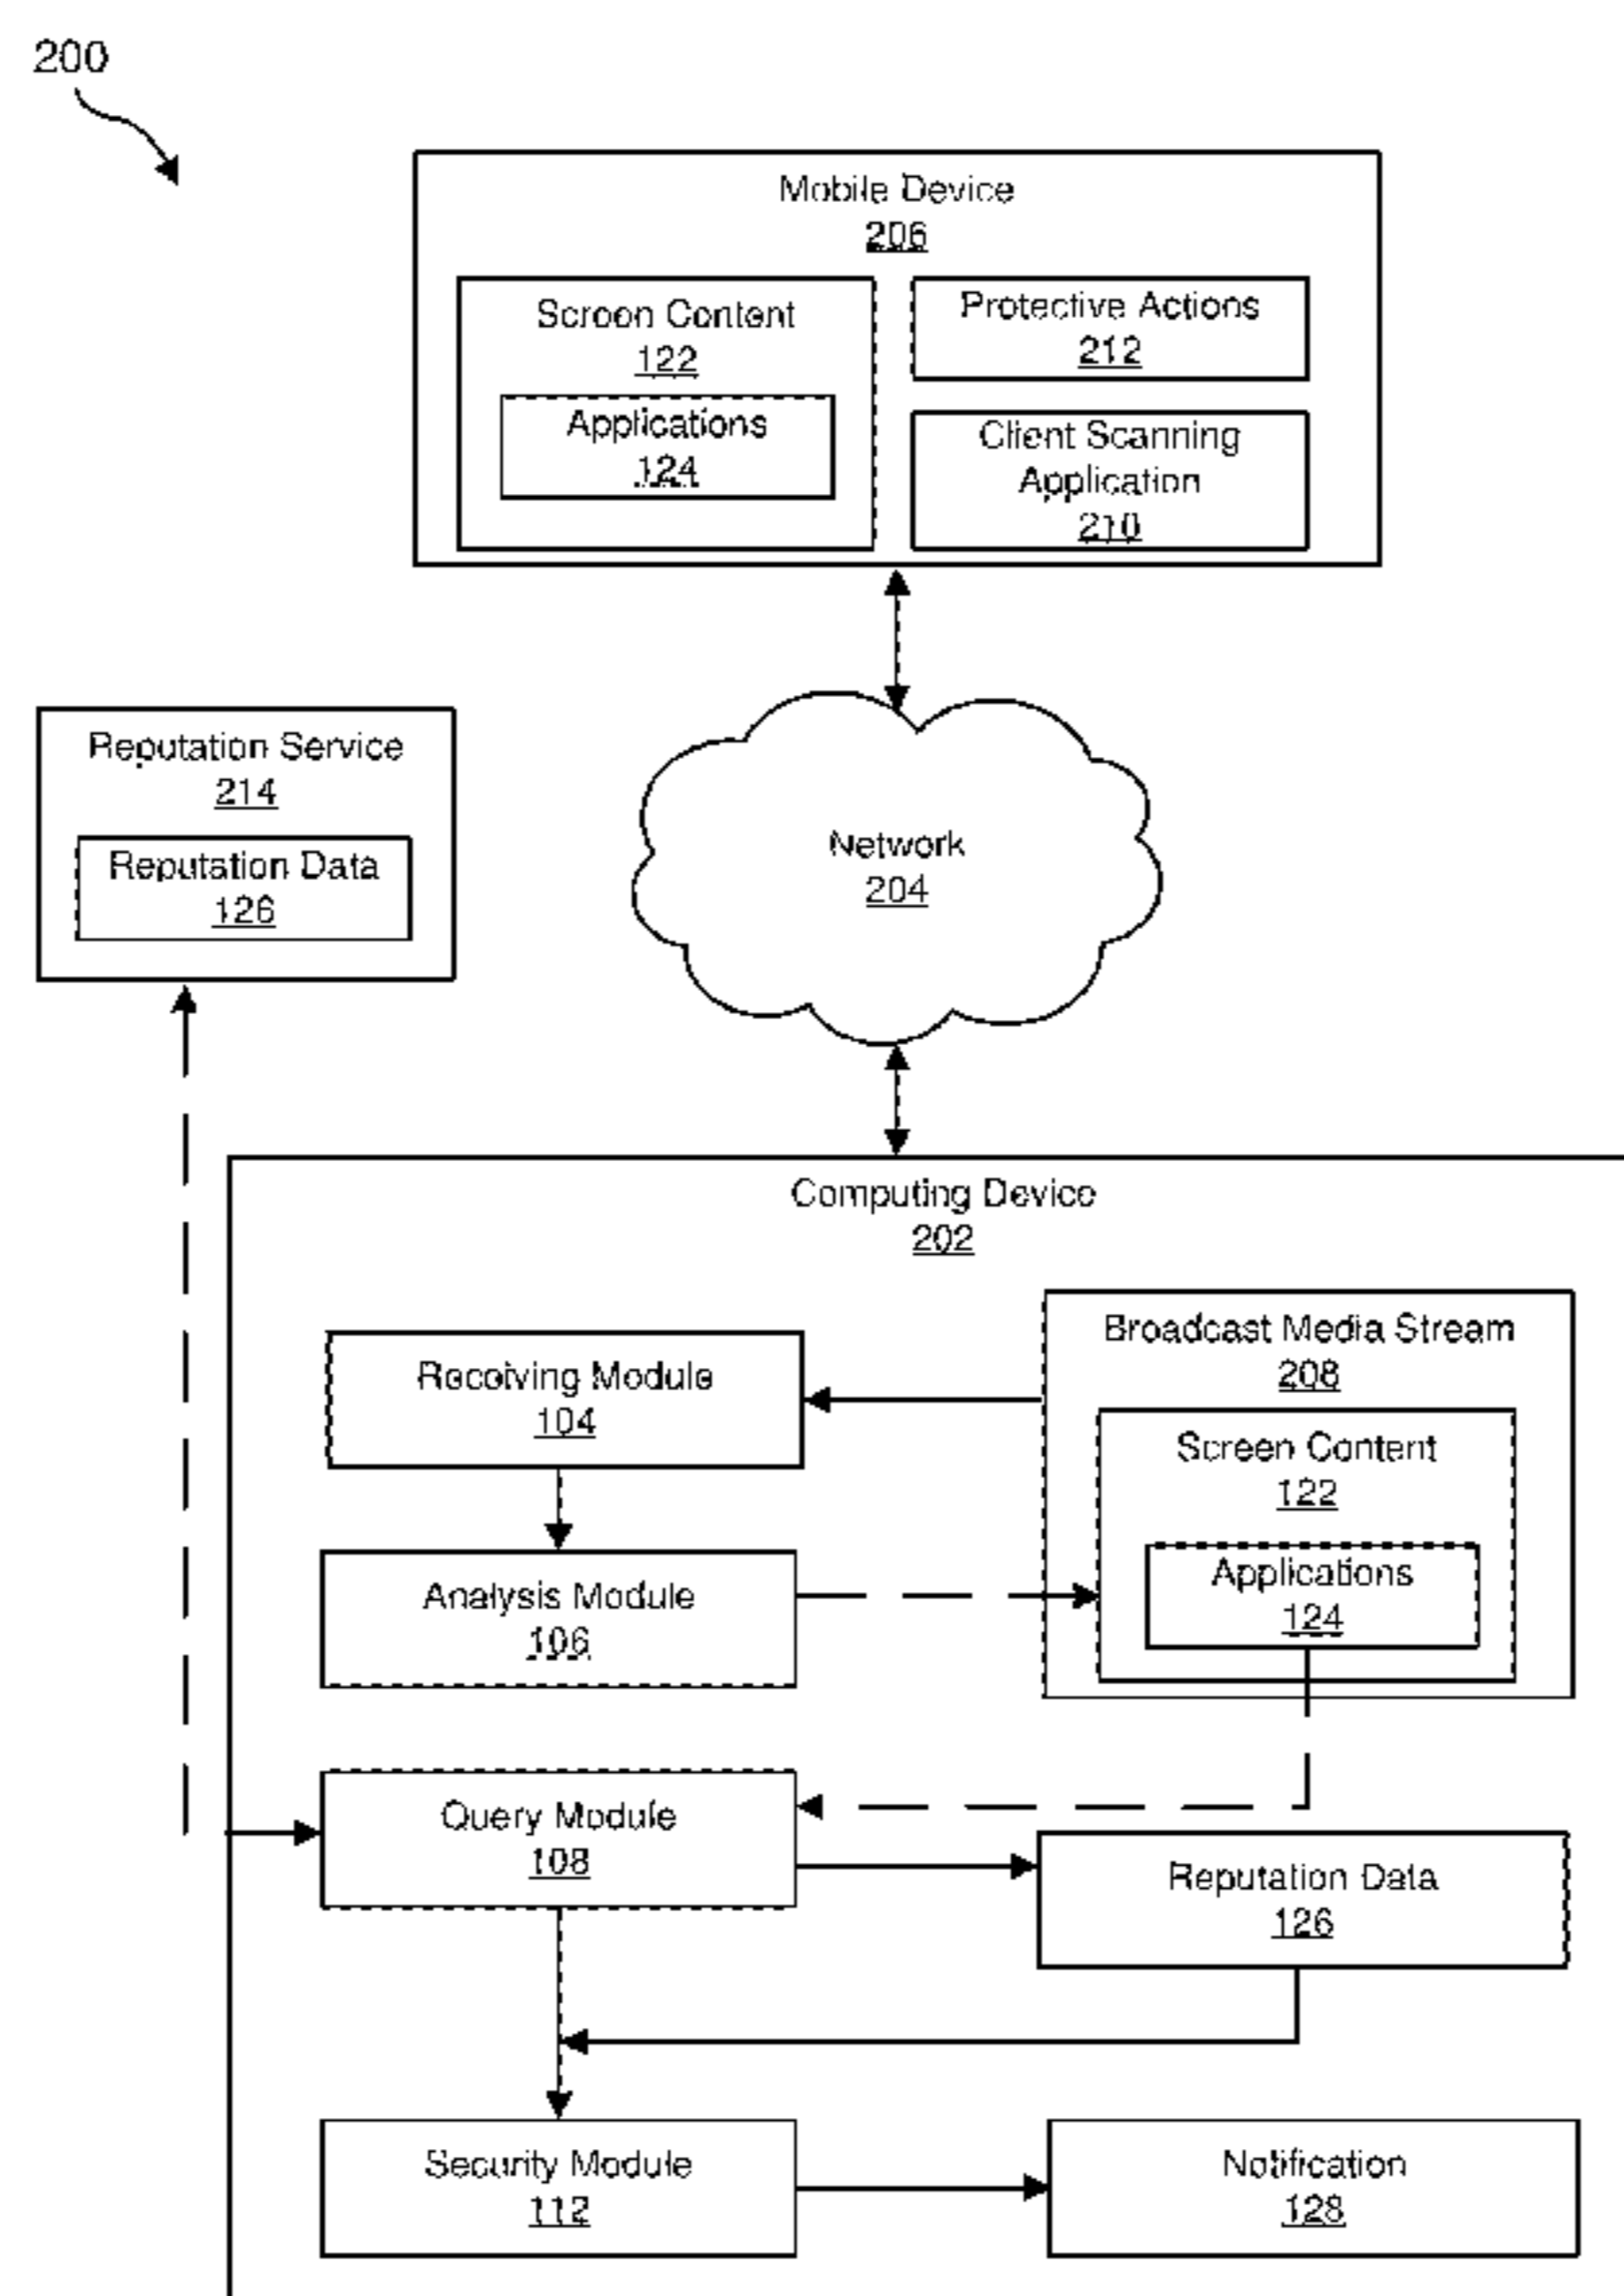 200
Mobile Device
206
Screen Content
122
Applications
124
Protective Actions
212
Client Scanning
Application
210
Reputation Service
214
Reputation Data
126
Network
204
Computing Device
202
Receiving Module
104
Broadcast Media Stream
208
Screen Content
122
Applications
124
Analysis Module
106
Query Module
108
Reputation Data
126
Security Module
112
Notification
128